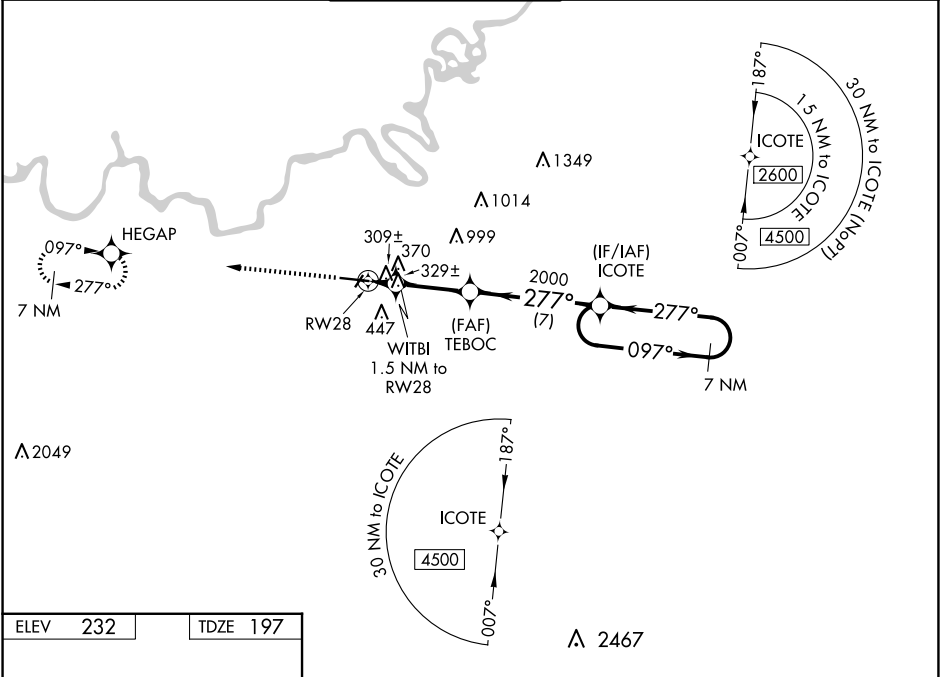 187°
30 NM to ICOTE (NoPT)
15 NM to ICOTE
ICOTE
2600
4500
007°
1349
1014
999
HEGAP
097°
277°
7 NM
309±
370
329±
RW28
447
WITBI
1.5 NM to
RW28
(FAF)
TEBOC
2000
277°
(7)
(IF/IAF)
ICOTE
277°
097°
7 NM
2049
30 NM to ICOTE
187°
ICOTE
4500
007°
2467
ELEV 232
TDZE 197